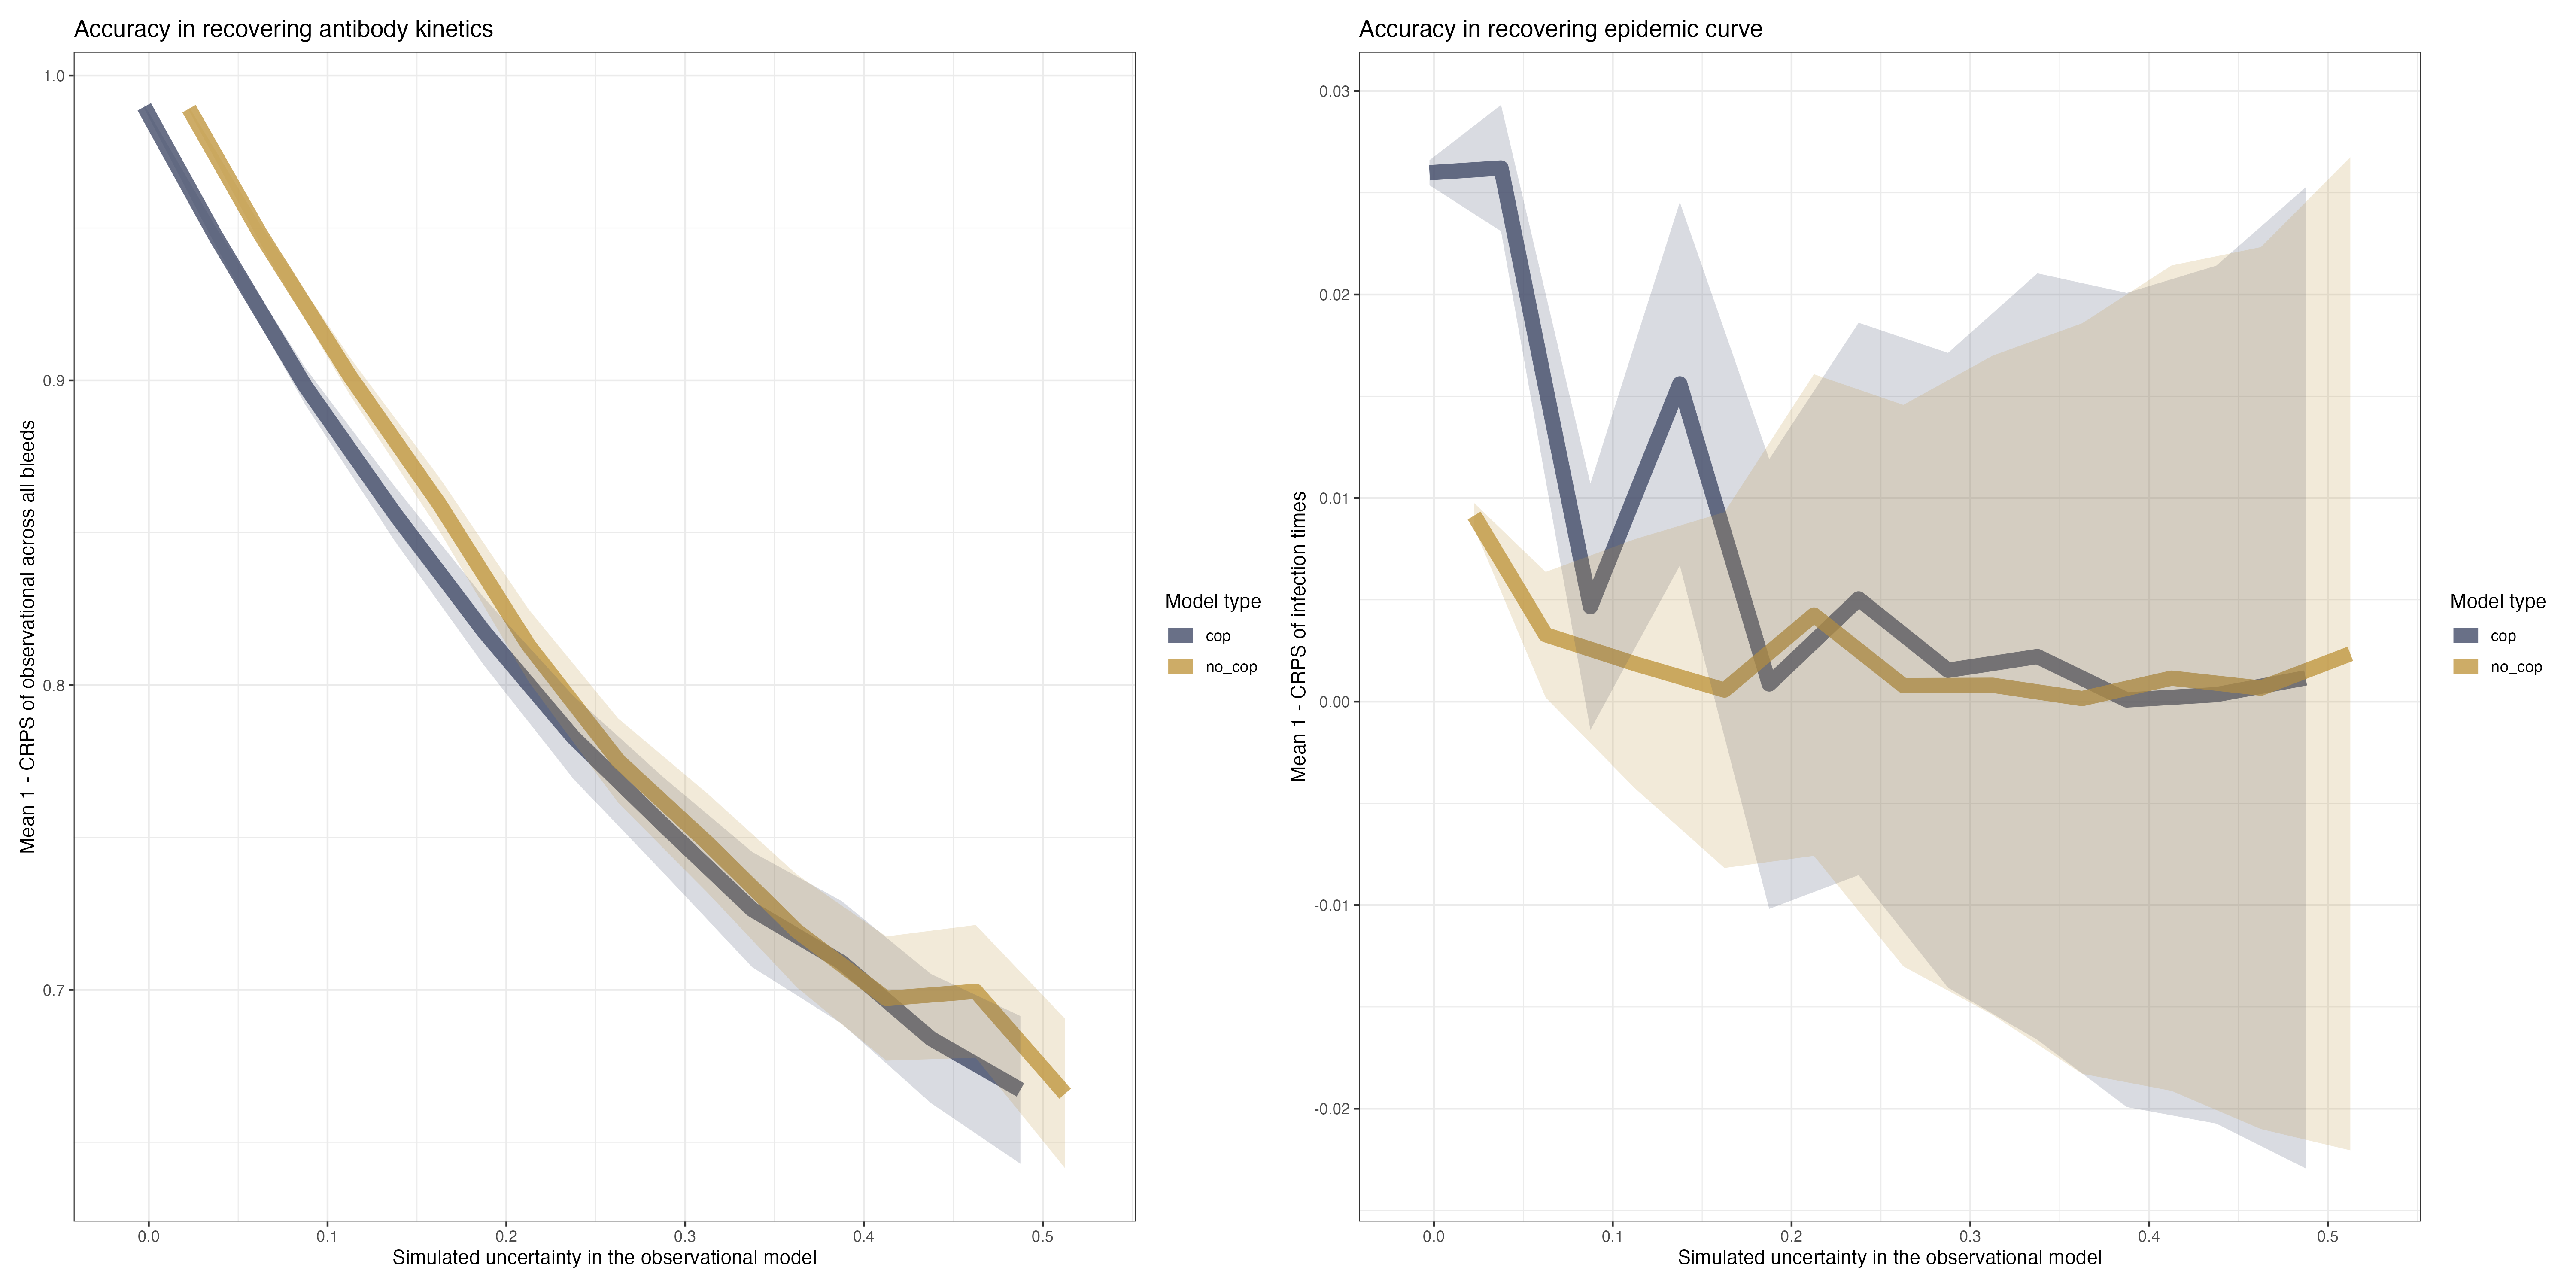 Accuracy in recovering antibody kinetics
Mean 1 - CRPS of observational across all bleeds
1.0
0.9
0.8
0.7
0.0 0.1 0.2 0.3 0.4 0.5
Simulated uncertainty in the observational model
Model type
cop
no_cop
Accuracy in recovering epidemic curve
Mean 1 - CRPS of infection times
0.03
0.02
0.01
0.00
-0.01
-0.02
0.0 0.1 0.2 0.3 0.4 0.5
Simulated uncertainty in the observational model
Model type
cop
no_cop